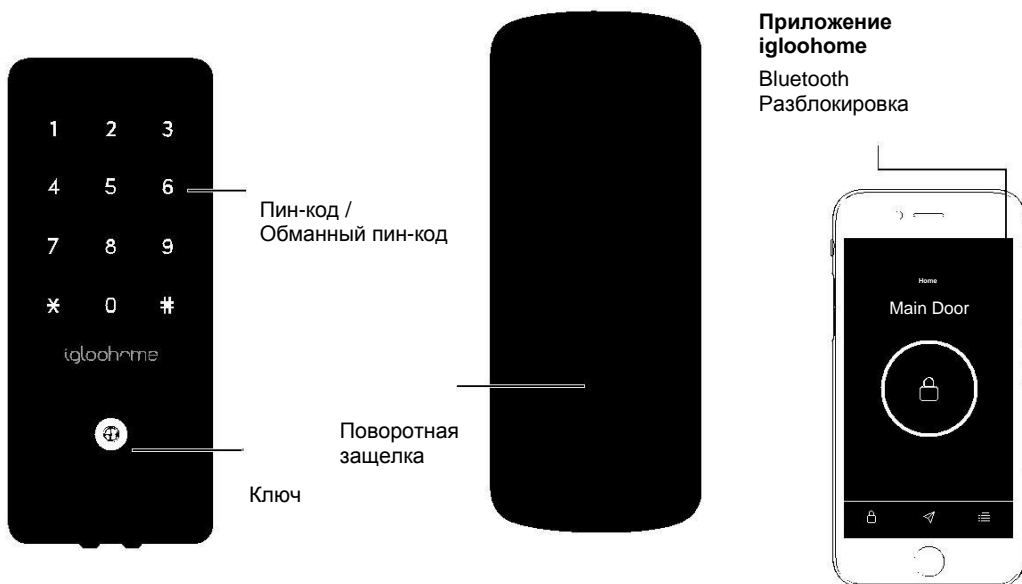 1 2 3
4 5 6
7 8 9
* 0 #
igloohome
Ключ
Пин-код /
Обманный пин-код
Поворотная
защелка
Приложение
igloohome
Bluetooth
Разблокировка
Home
Main Door